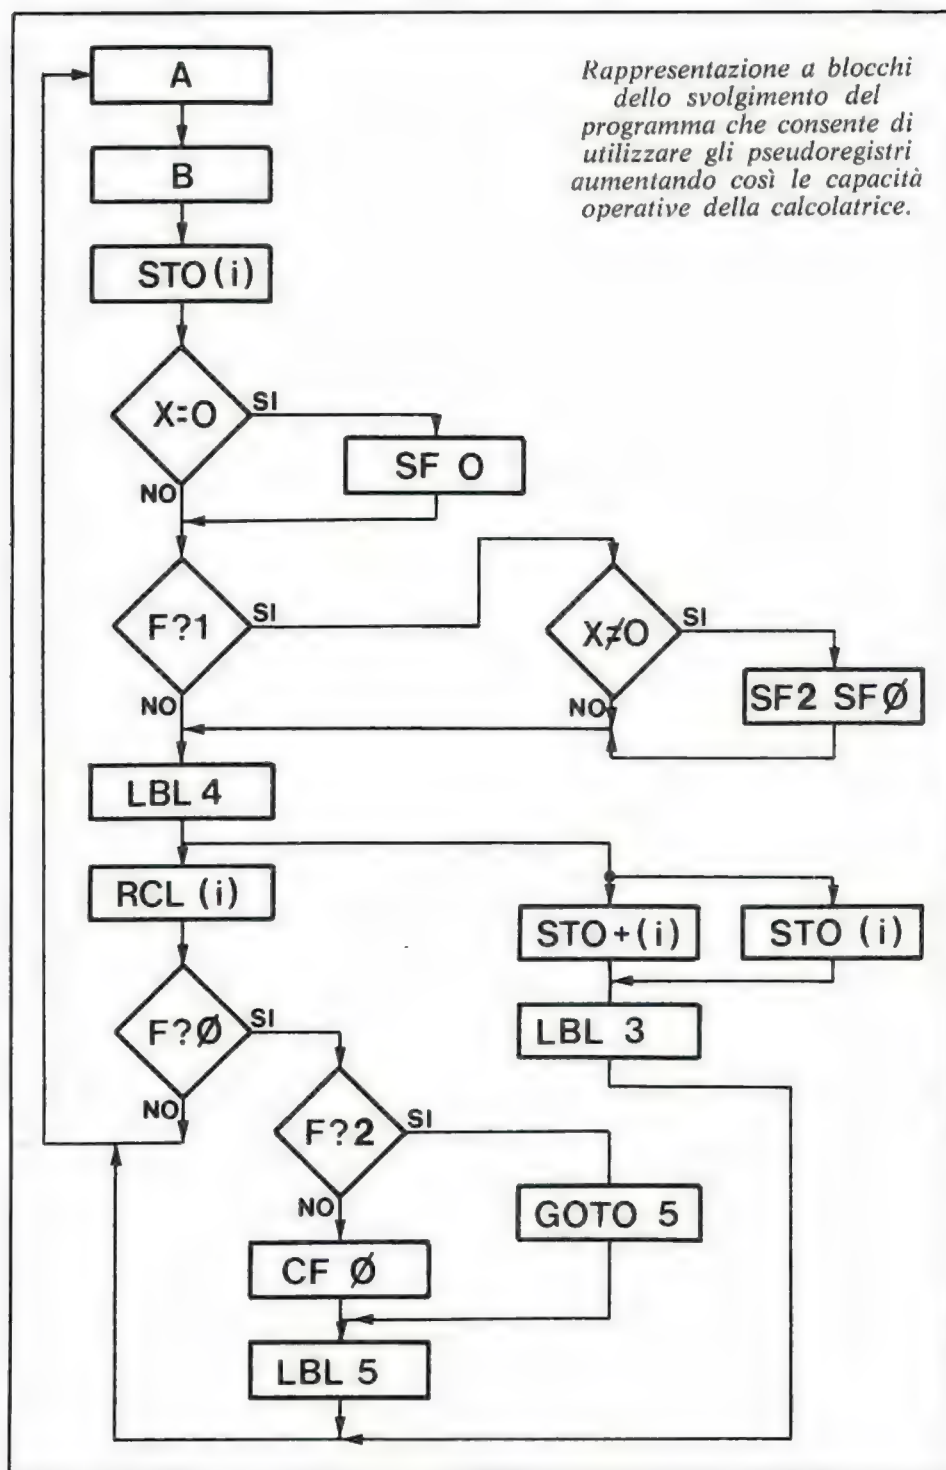 Rappresentazione a blocchi
dello svolgimento del
programma che consente di
utilizzare gli pseudoregistri
aumentando così le capacità
operative della calcolatrice.
A
B
STO(i)
X=O
SI
SF O
NO
F?1
SI
X≠O
SI
SF2 SFØ
NO
NO
LBL 4
RCL (i)
STO+(i)
STO (i)
F?Ø
SI
LBL 3
NO
F?2
SI
GOTO 5
NO
CF Ø
LBL 5